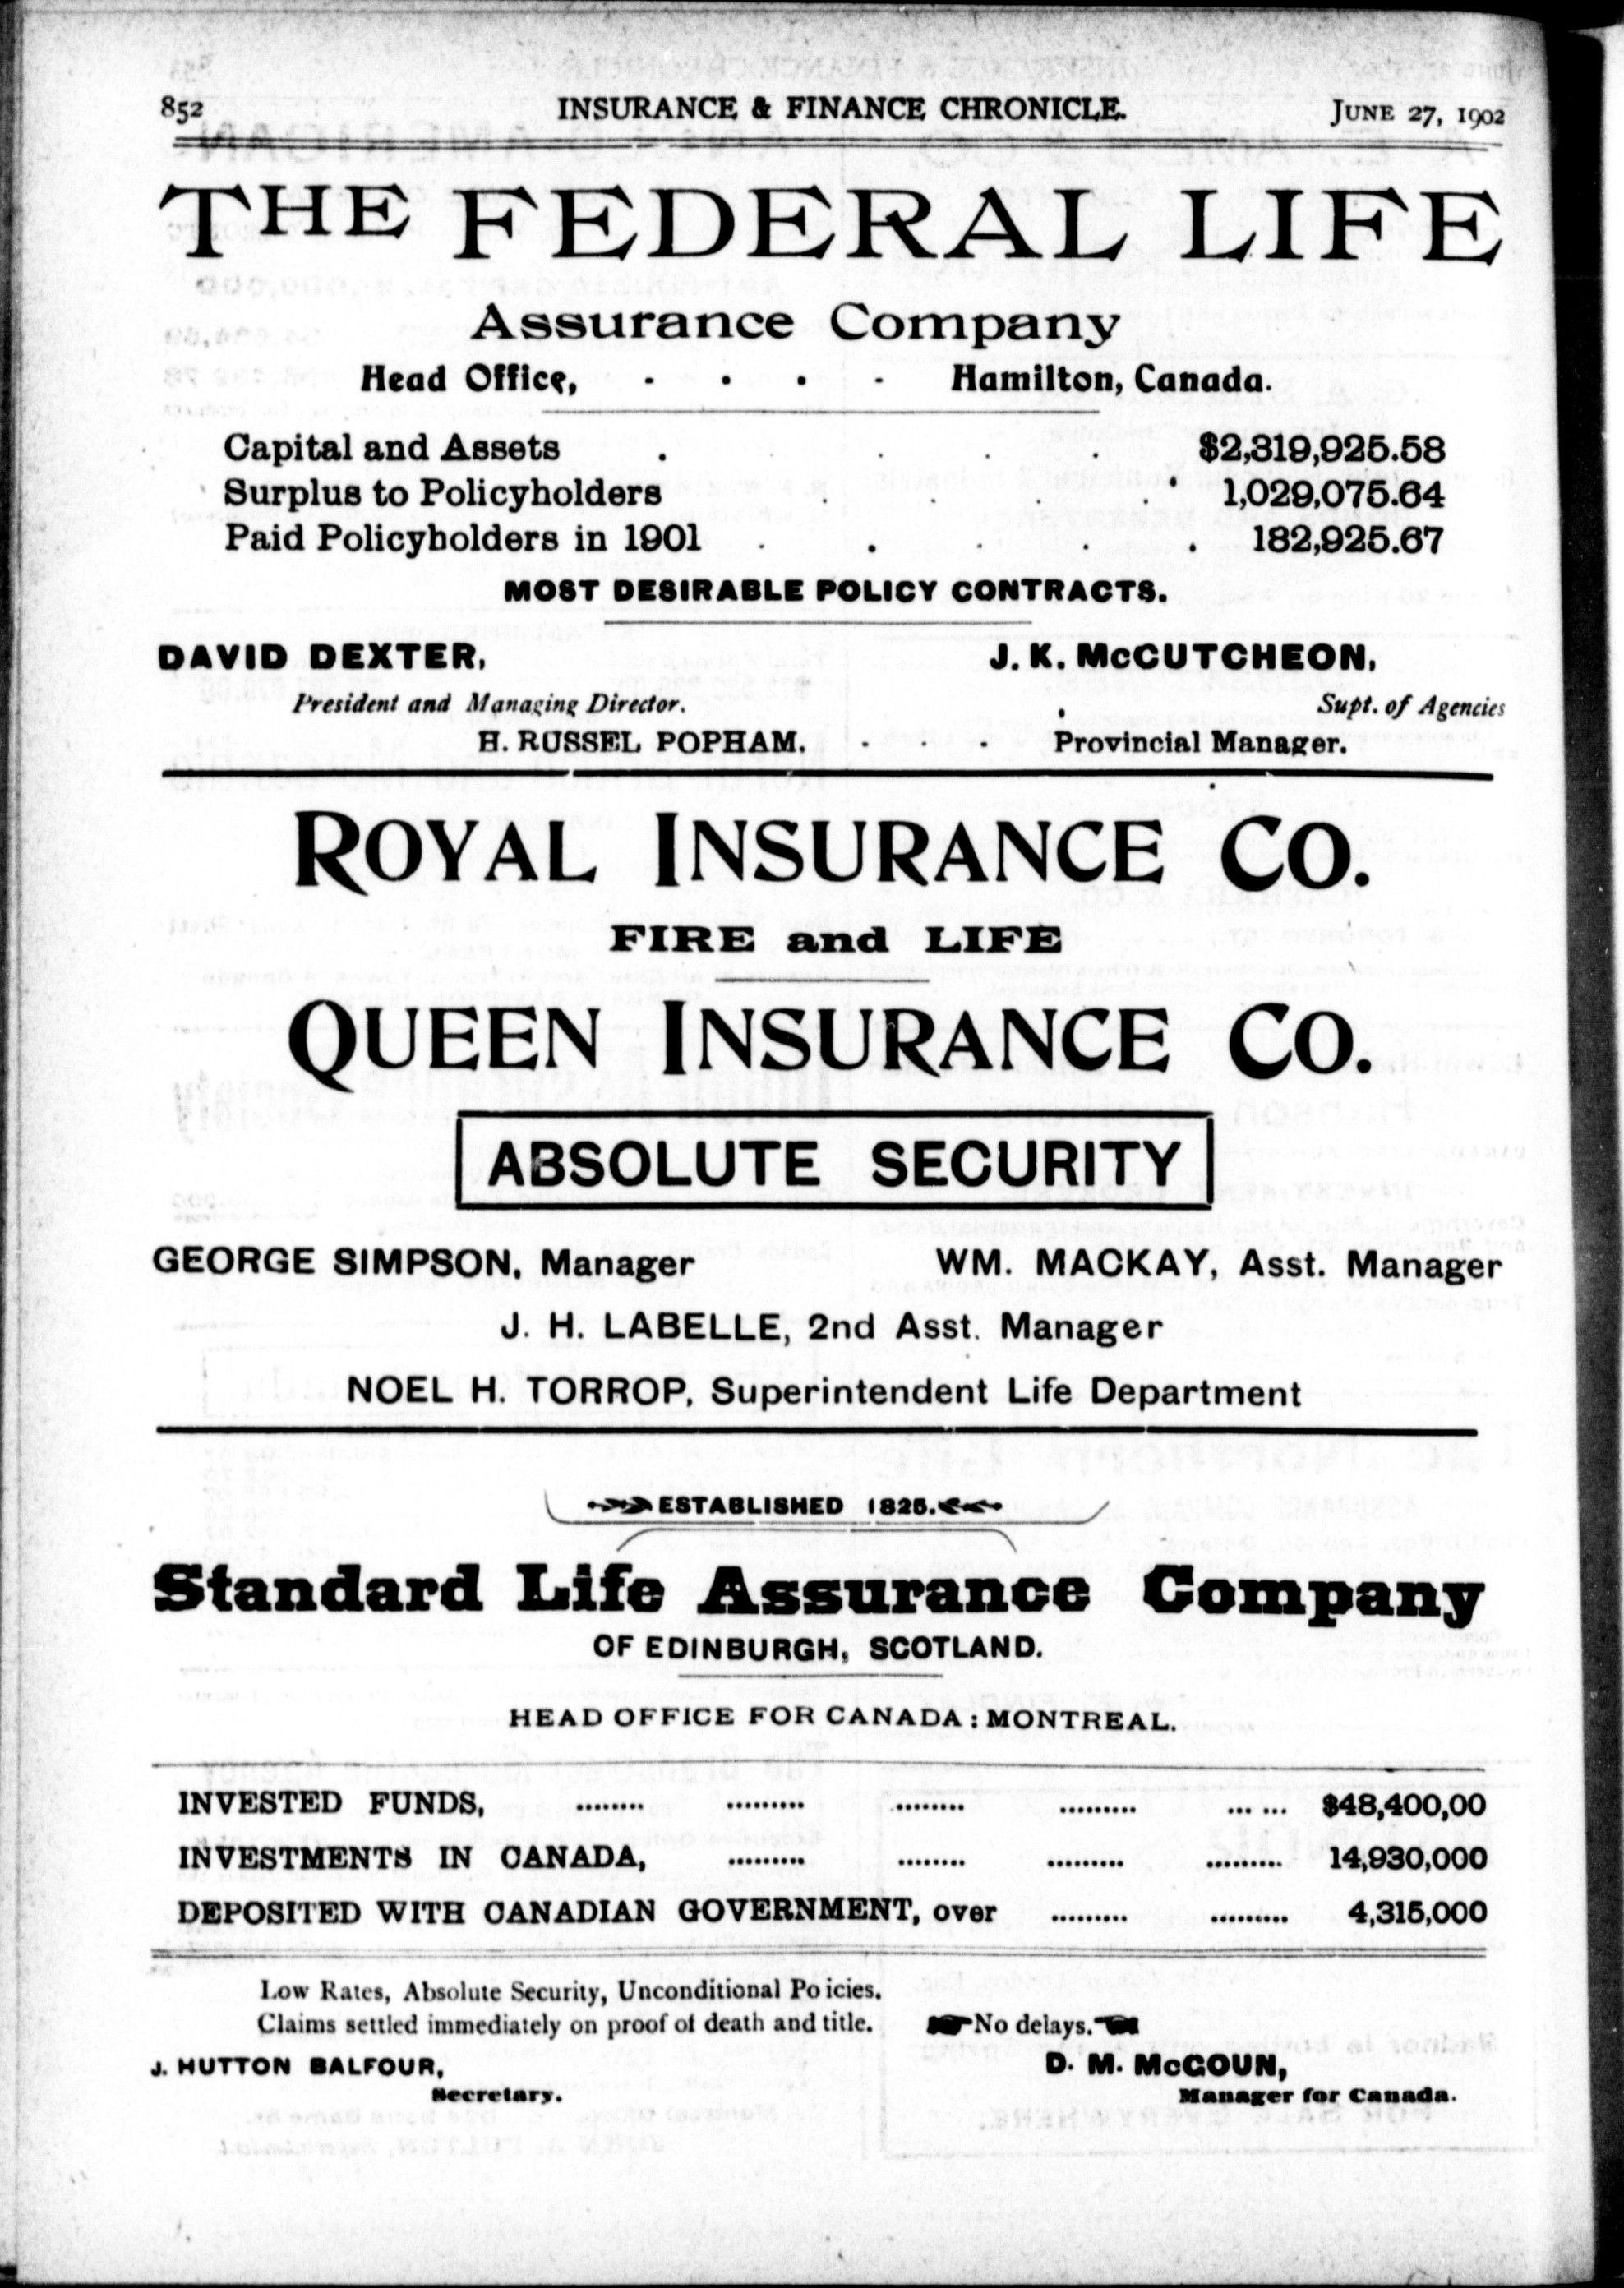 852 INSURANCE & FINANCE CHRONICLE. JUNE 27, 1902
THE FEDERAL LIFE
Assurance Company
Head Office, - - - - Hamilton, Canada.
Capital and Assets . . . . . $2,319,925.58
Surplus to Policyholders . . . . 1,029,075.64
Paid Policyholders in 1901 . . . . . 182,925.67
MOST DESIRABLE POLICY CONTRACTS.
DAVID DEXTER, J. K. McCUTCHEON,
President and Managing Director. Supt. of Agencies
H. RUSSEL POPHAM. - - - Provincial Manager.
ROYAL INSURANCE CO.
FIRE and LIFE
QUEEN INSURANCE CO.
ABSOLUTE SECURITY
GEORGE SIMPSON, Manager WM. MACKAY, Asst. Manager
J. H. LABELLE, 2nd Asst. Manager
NOEL H. TORROP, Superintendent Life Department
ESTABLISHED 1825.
Standard Life Assurance Company
OF EDINBURGH, SCOTLAND.
HEAD OFFICE FOR CANADA : MONTREAL.
INVESTED FUNDS, ........ ......... ........ ......... ... ... $48,400,00
INVESTMENTS IN CANADA, ......... ........ ......... ......... 14,930,000
DEPOSITED WITH CANADIAN GOVERNMENT, over ......... ......... 4,315,000
Low Rates, Absolute Security, Unconditional Po icies.
Claims settled immediately on proof of death and title. No delays.
J. HUTTON BALFOUR, D. M. McGOUN,
Secretary. Manager for Canada.